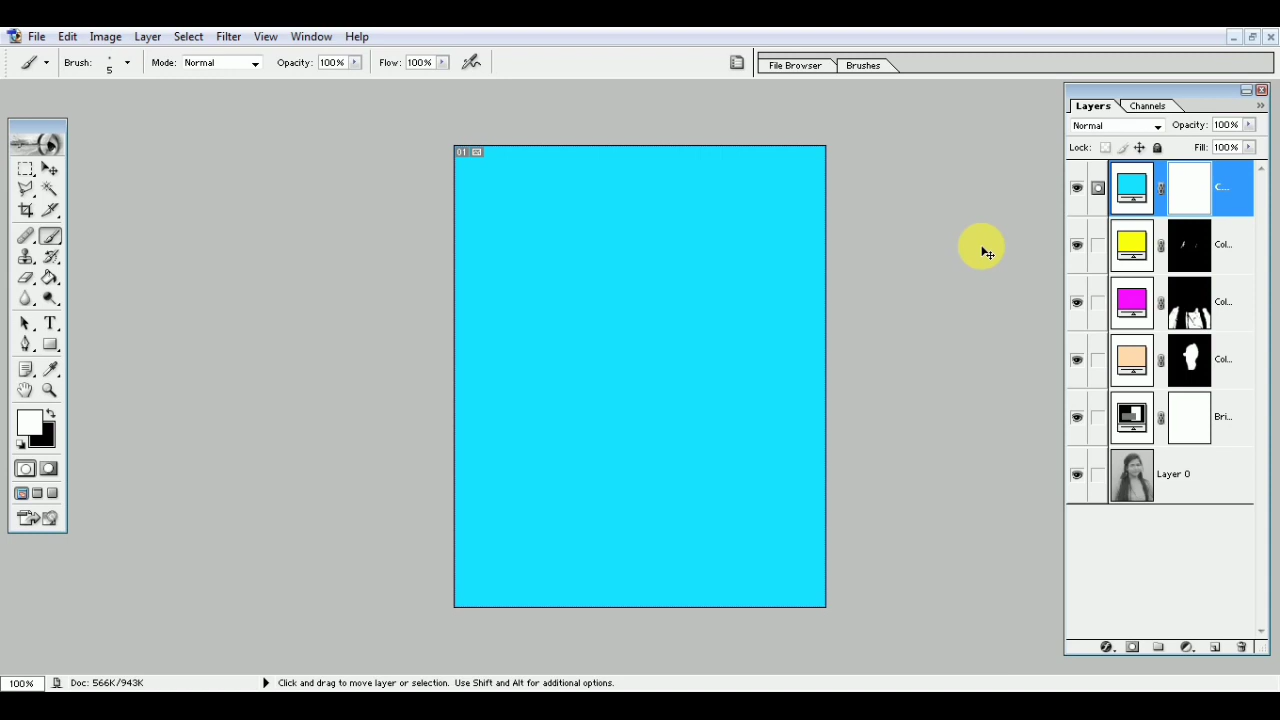 File Edit Image Layer Select Filter View Window Help
Brush: 5 Mode: Normal Opacity: 100% Flow: 100% File Browser Brushes
Layers Channels
Normal Opacity: 100%
Lock: Fill: 100%
01
C...
Col...
Col...
Col...
Bri...
Layer 0
T
100% Doc: 566K/943K Click and drag to move layer or selection. Use Shift and Alt for additional options.